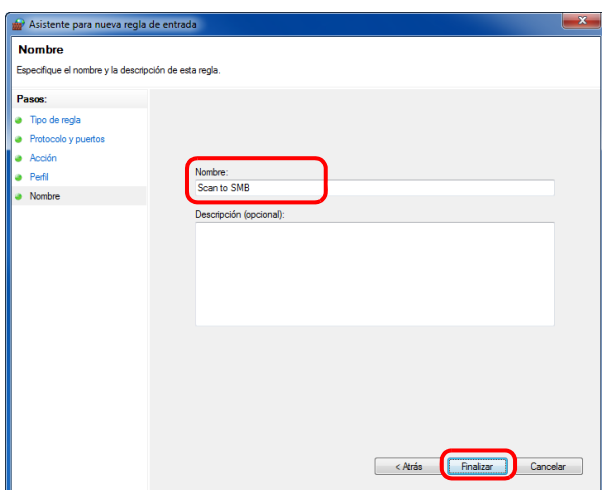 Asistente para nueva regla de entrada
Nombre
Especifique el nombre y la descripción de esta regla.
Pasos:
Tipo de regla
Protocolo y puertos
Acción
Perfil
Nombre
Nombre:
Scan to SMB
Descripción (opcional):
< Atrás
Finalizar
Cancelar